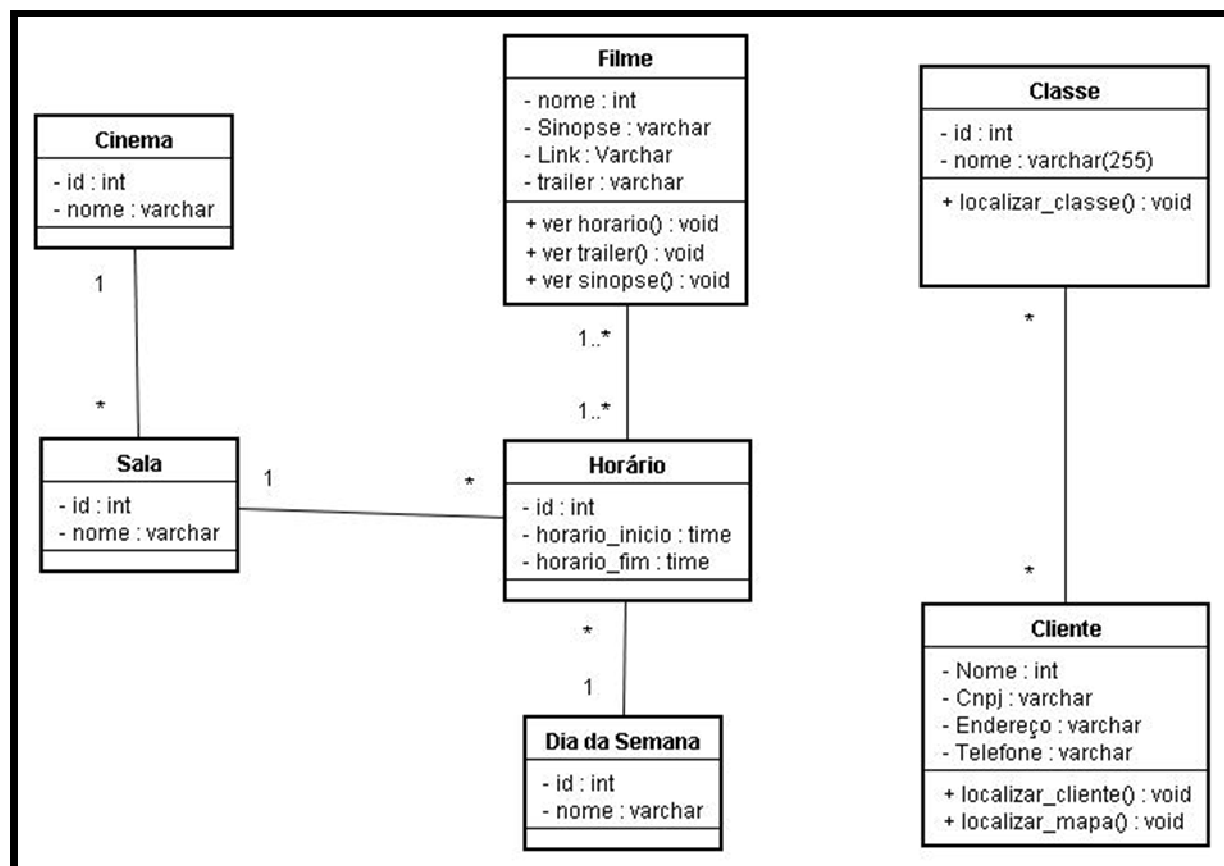 Cinema
- id : int
- nome : varchar
1
*
Sala
- id : int
- nome : varchar
1
*
Filme
- nome : int
- Sinopse : varchar
- Link : Varchar
- trailer : varchar
+ ver horario() : void
+ ver trailer() : void
+ ver sinopse() : void
1..*
1..*
Horário
- id : int
- horario_inicio : time
- horario_fim : time
*
1
Dia da Semana
- id : int
- nome : varchar
Classe
- id : int
- nome : varchar(255)
+ localizar_classe() : void
*
*
Cliente
- Nome : int
- Cnpj : varchar
- Endereço : varchar
- Telefone : varchar
+ localizar_cliente() : void
+ localizar_mapa() : void